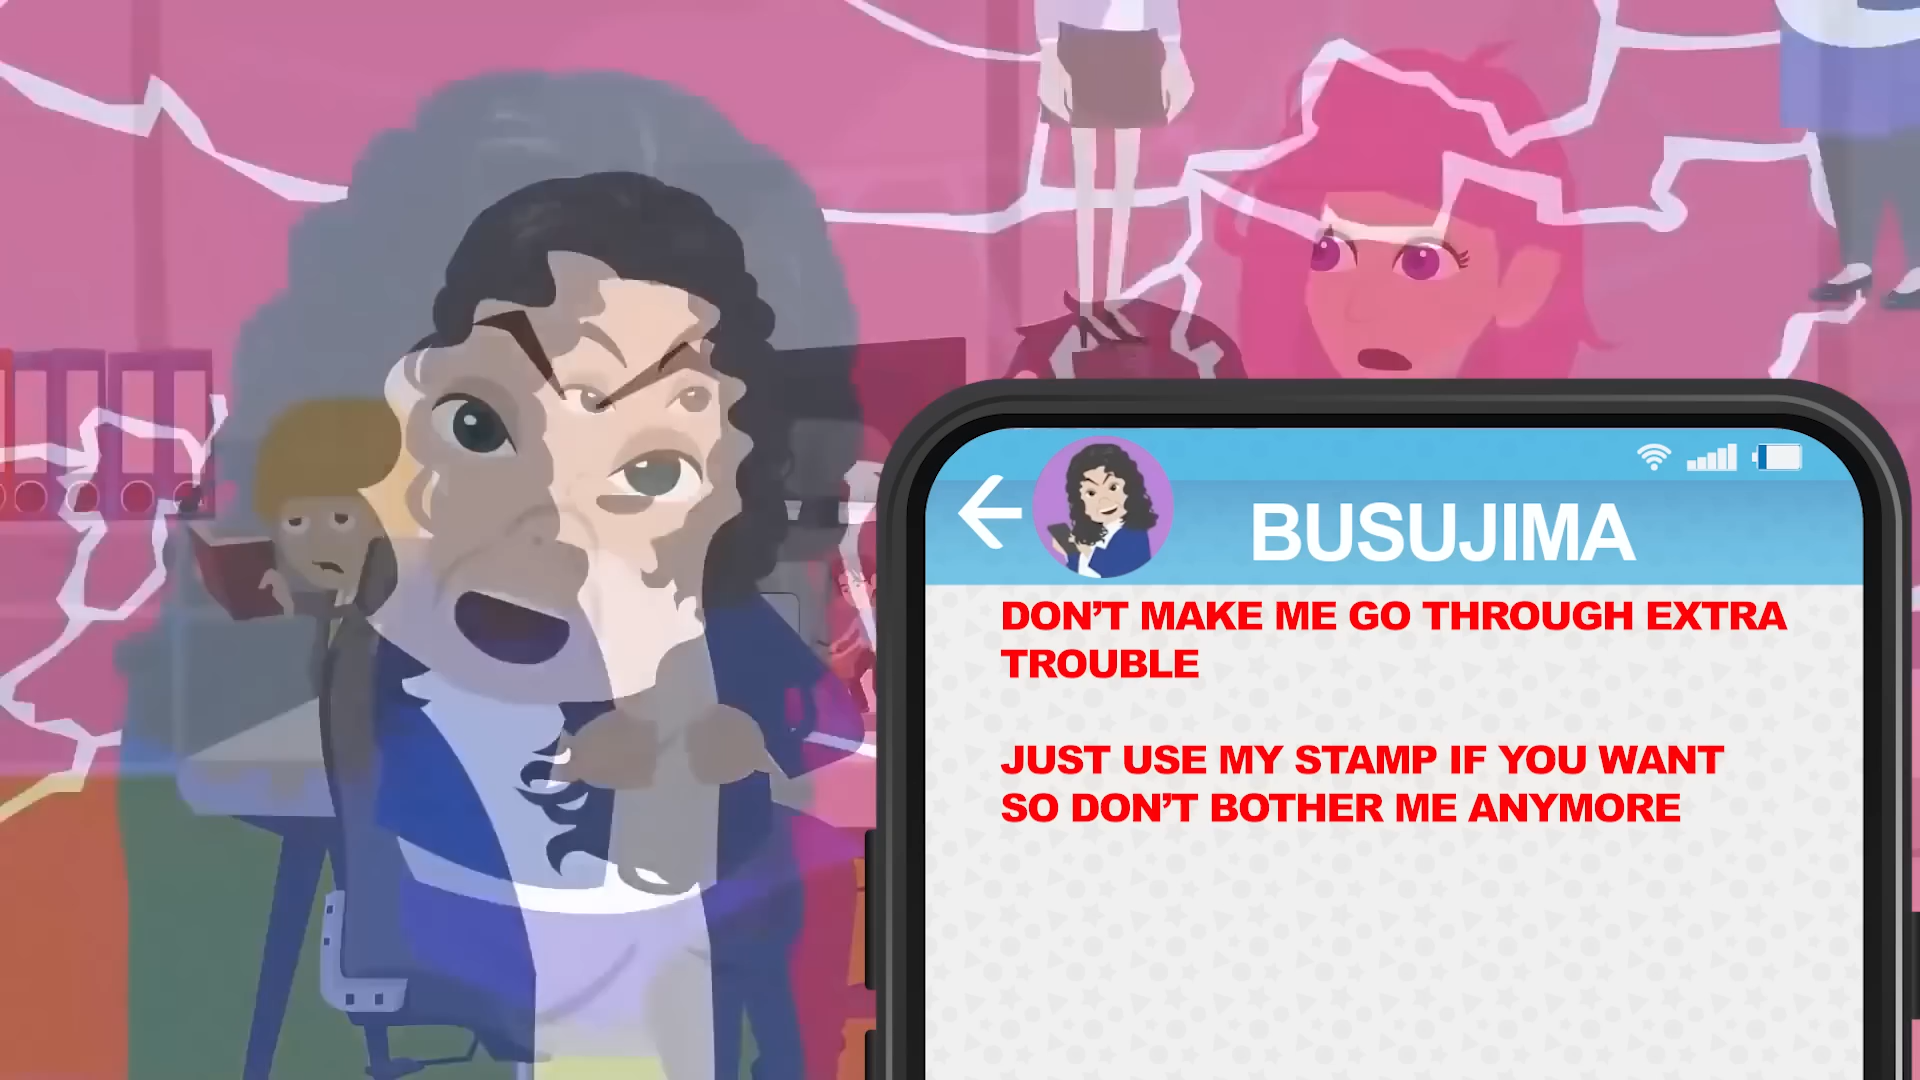 BUSUJIMA
DON'T MAKE ME GO THROUGH EXTRA
TROUBLE
JUST USE MY STAMP IF YOU WANT
SO DON'T BOTHER ME ANYMORE